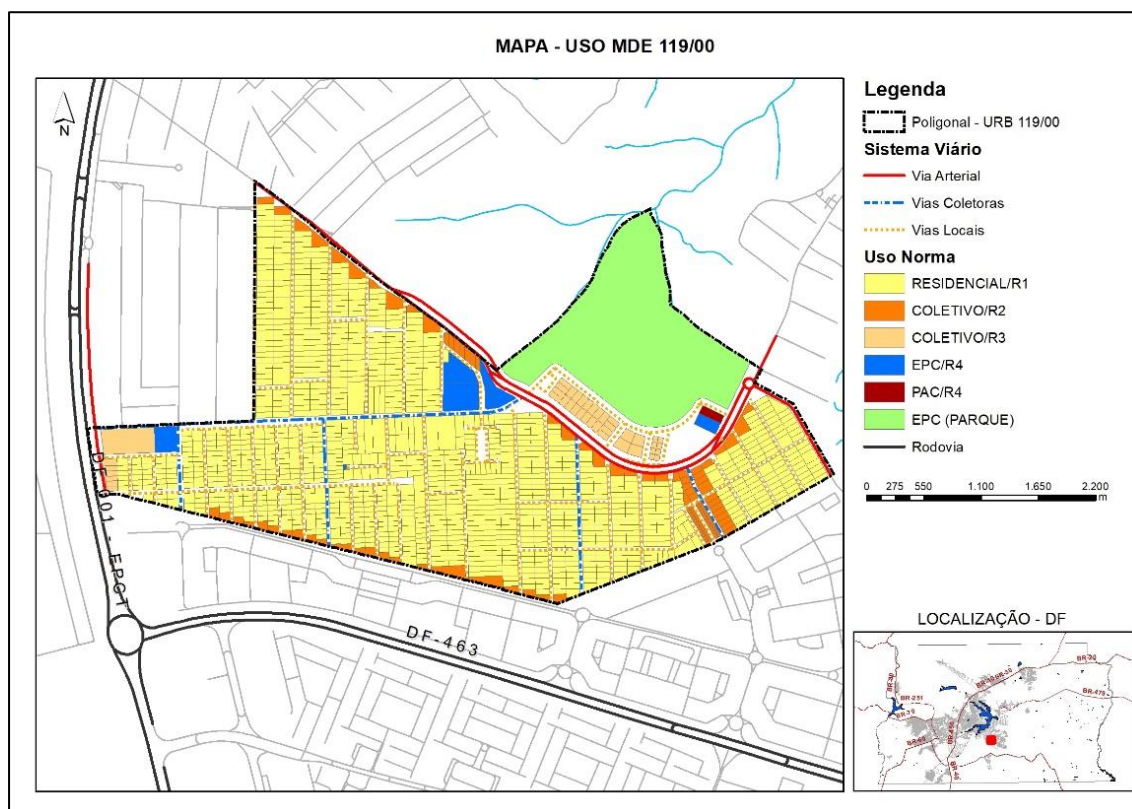 MAPA - USO MDE 119/00
N
DF-001 - EPCT
DF-463
Legenda
Poligonal - URB 119/00
Sistema Viário
Via Arterial
Vias Coletoras
Vias Locais
Uso Norma
RESIDENCIAL/R1
COLETIVO/R2
COLETIVO/R3
EPC/R4
PAC/R4
EPC (PARQUE)
Rodovia
0 275 550 1.100 1.650 2.200
m
LOCALIZAÇÃO - DF
BR-251